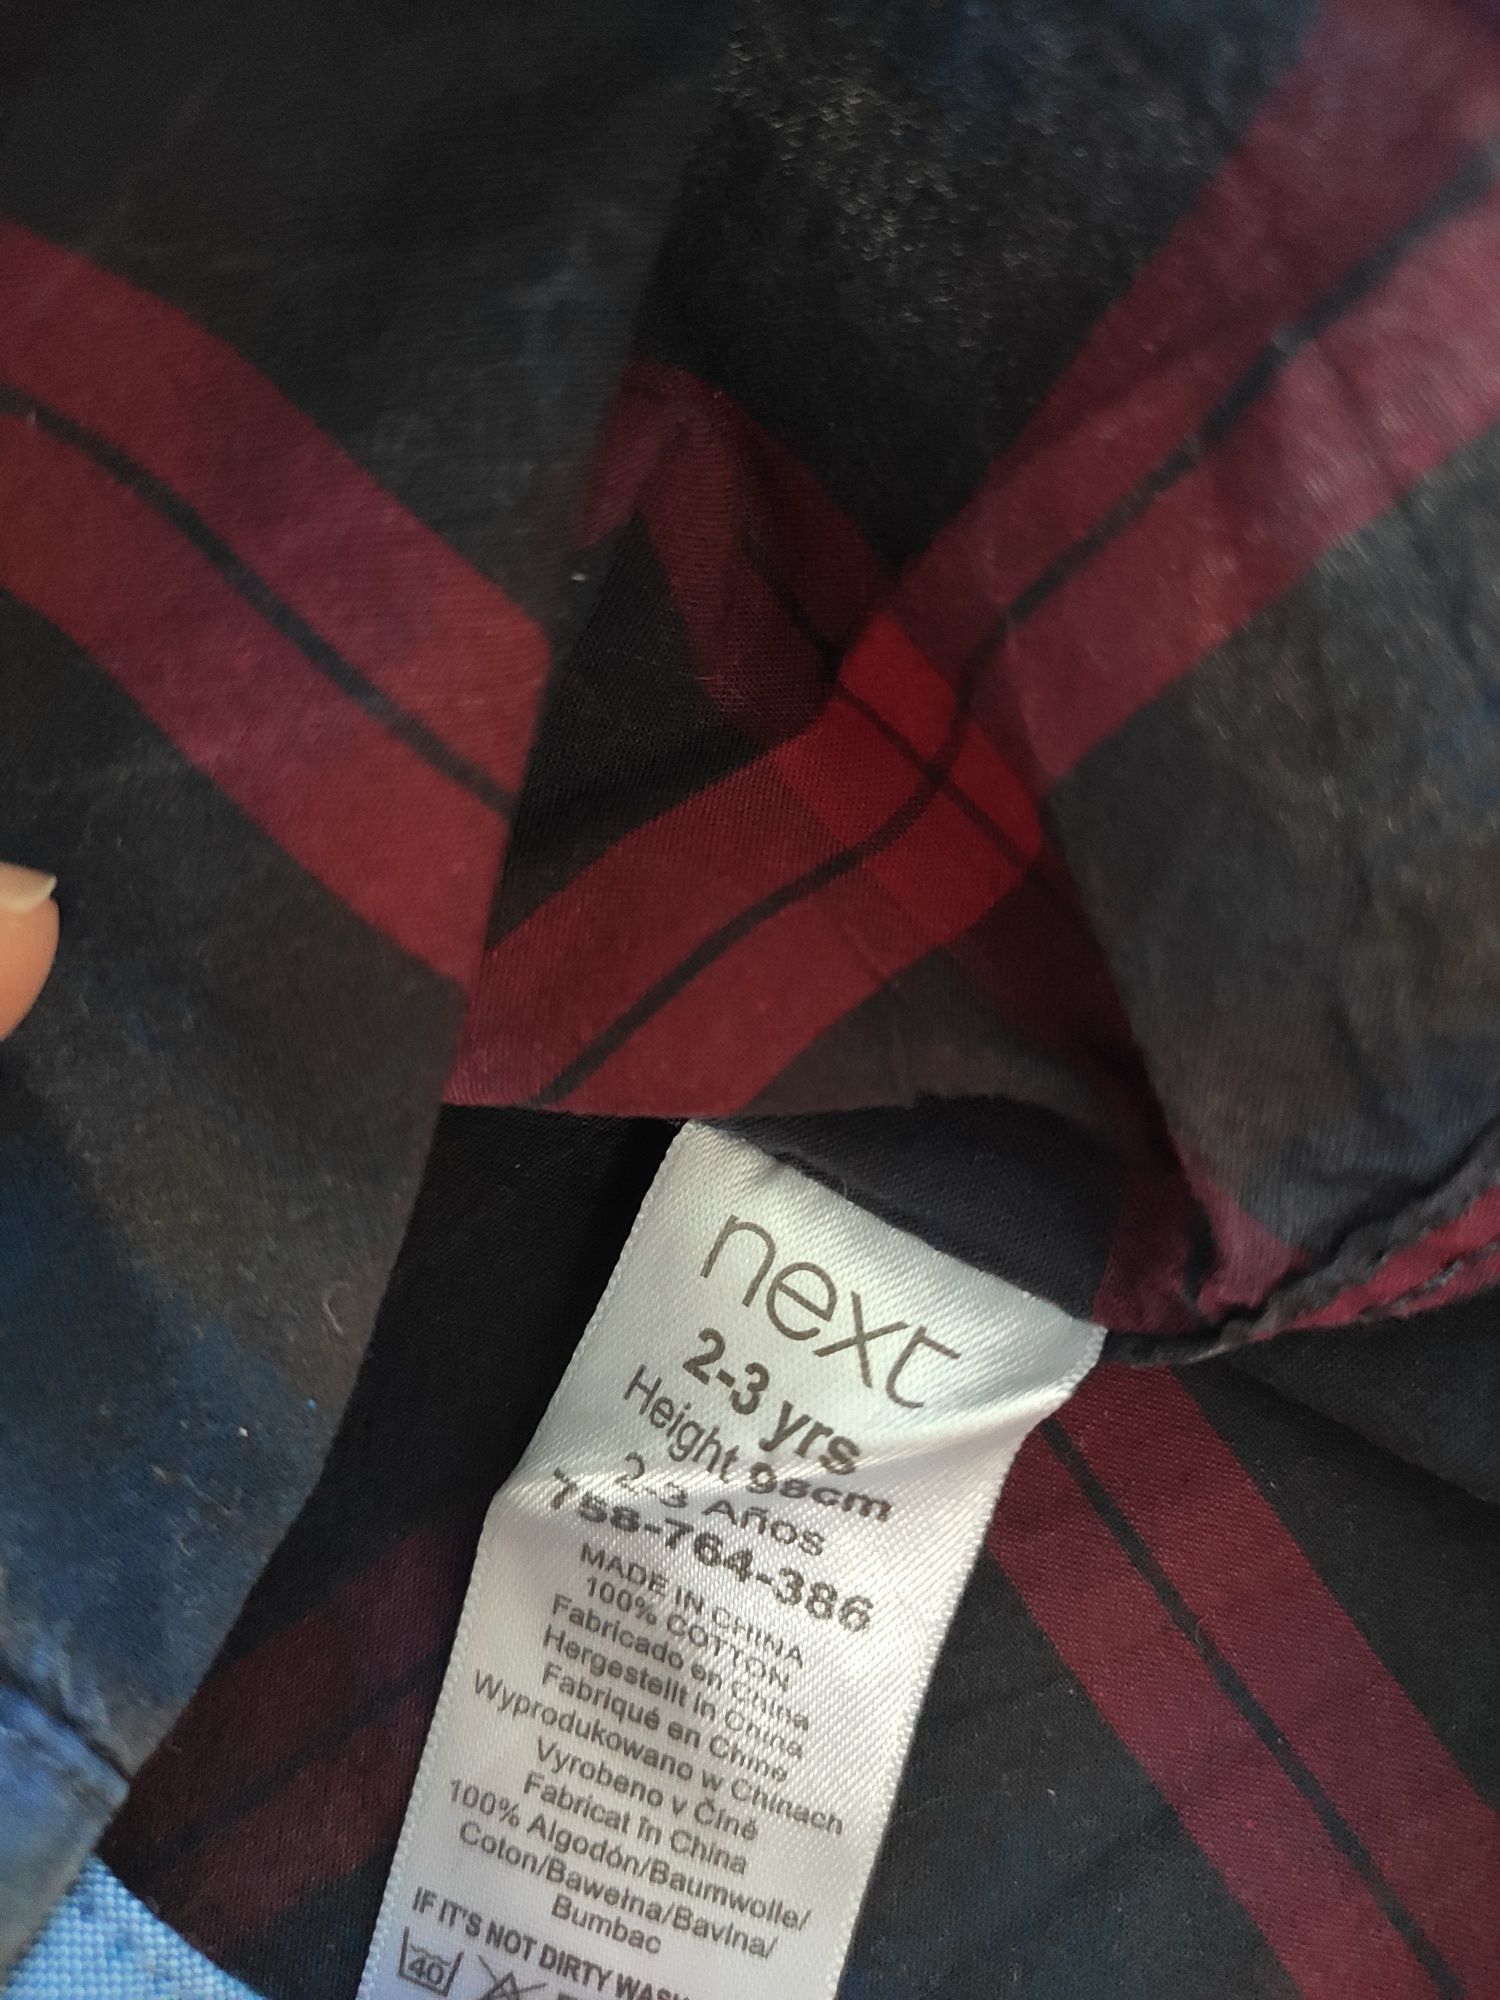 next
2-3 yrs
Height 98cm
2-3 Años
758-764-386
MADE IN CHINA
100% COTTON
Fabricado en China
Hergestellt in China
Fabriqué en Chine
Wyprodukowano w Chinach
Vyrobeno v Číně
Fabricat în China
100% Algodón/Baumwolle/
Coton/Bawełna/Bavlna/
Bumbac
IF IT'S NOT DIRTY WASH
40